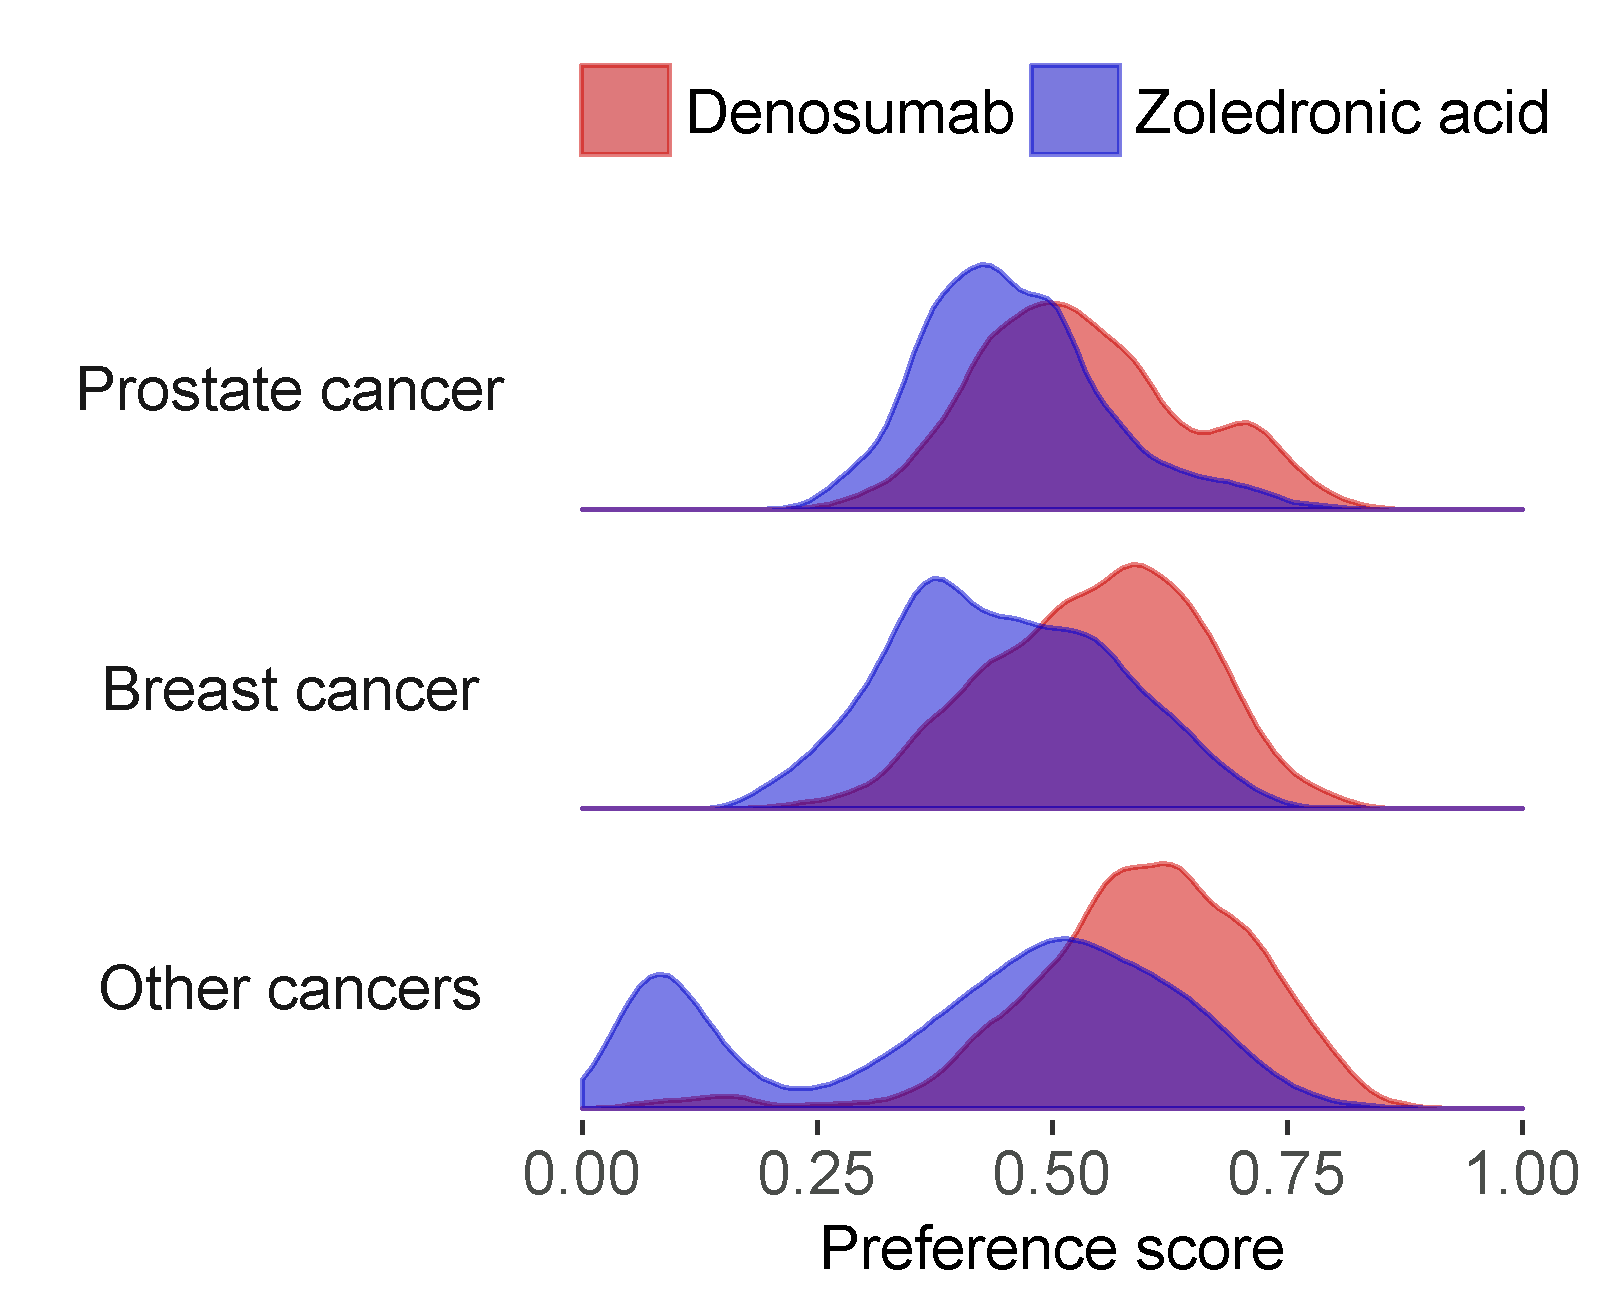 Denosumab Zoledronic acid
Prostate cancer
Breast cancer
Other cancers
0.00 0.25 0.50 0.75 1.00
Preference score